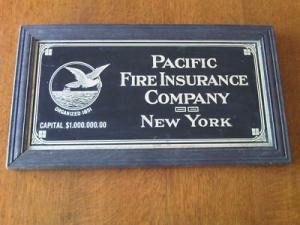 PACIFIC
FIRE INSURANCE
COMPANY
NEW YORK
ORGANIZED 1851
CAPITAL $1,000,000.00